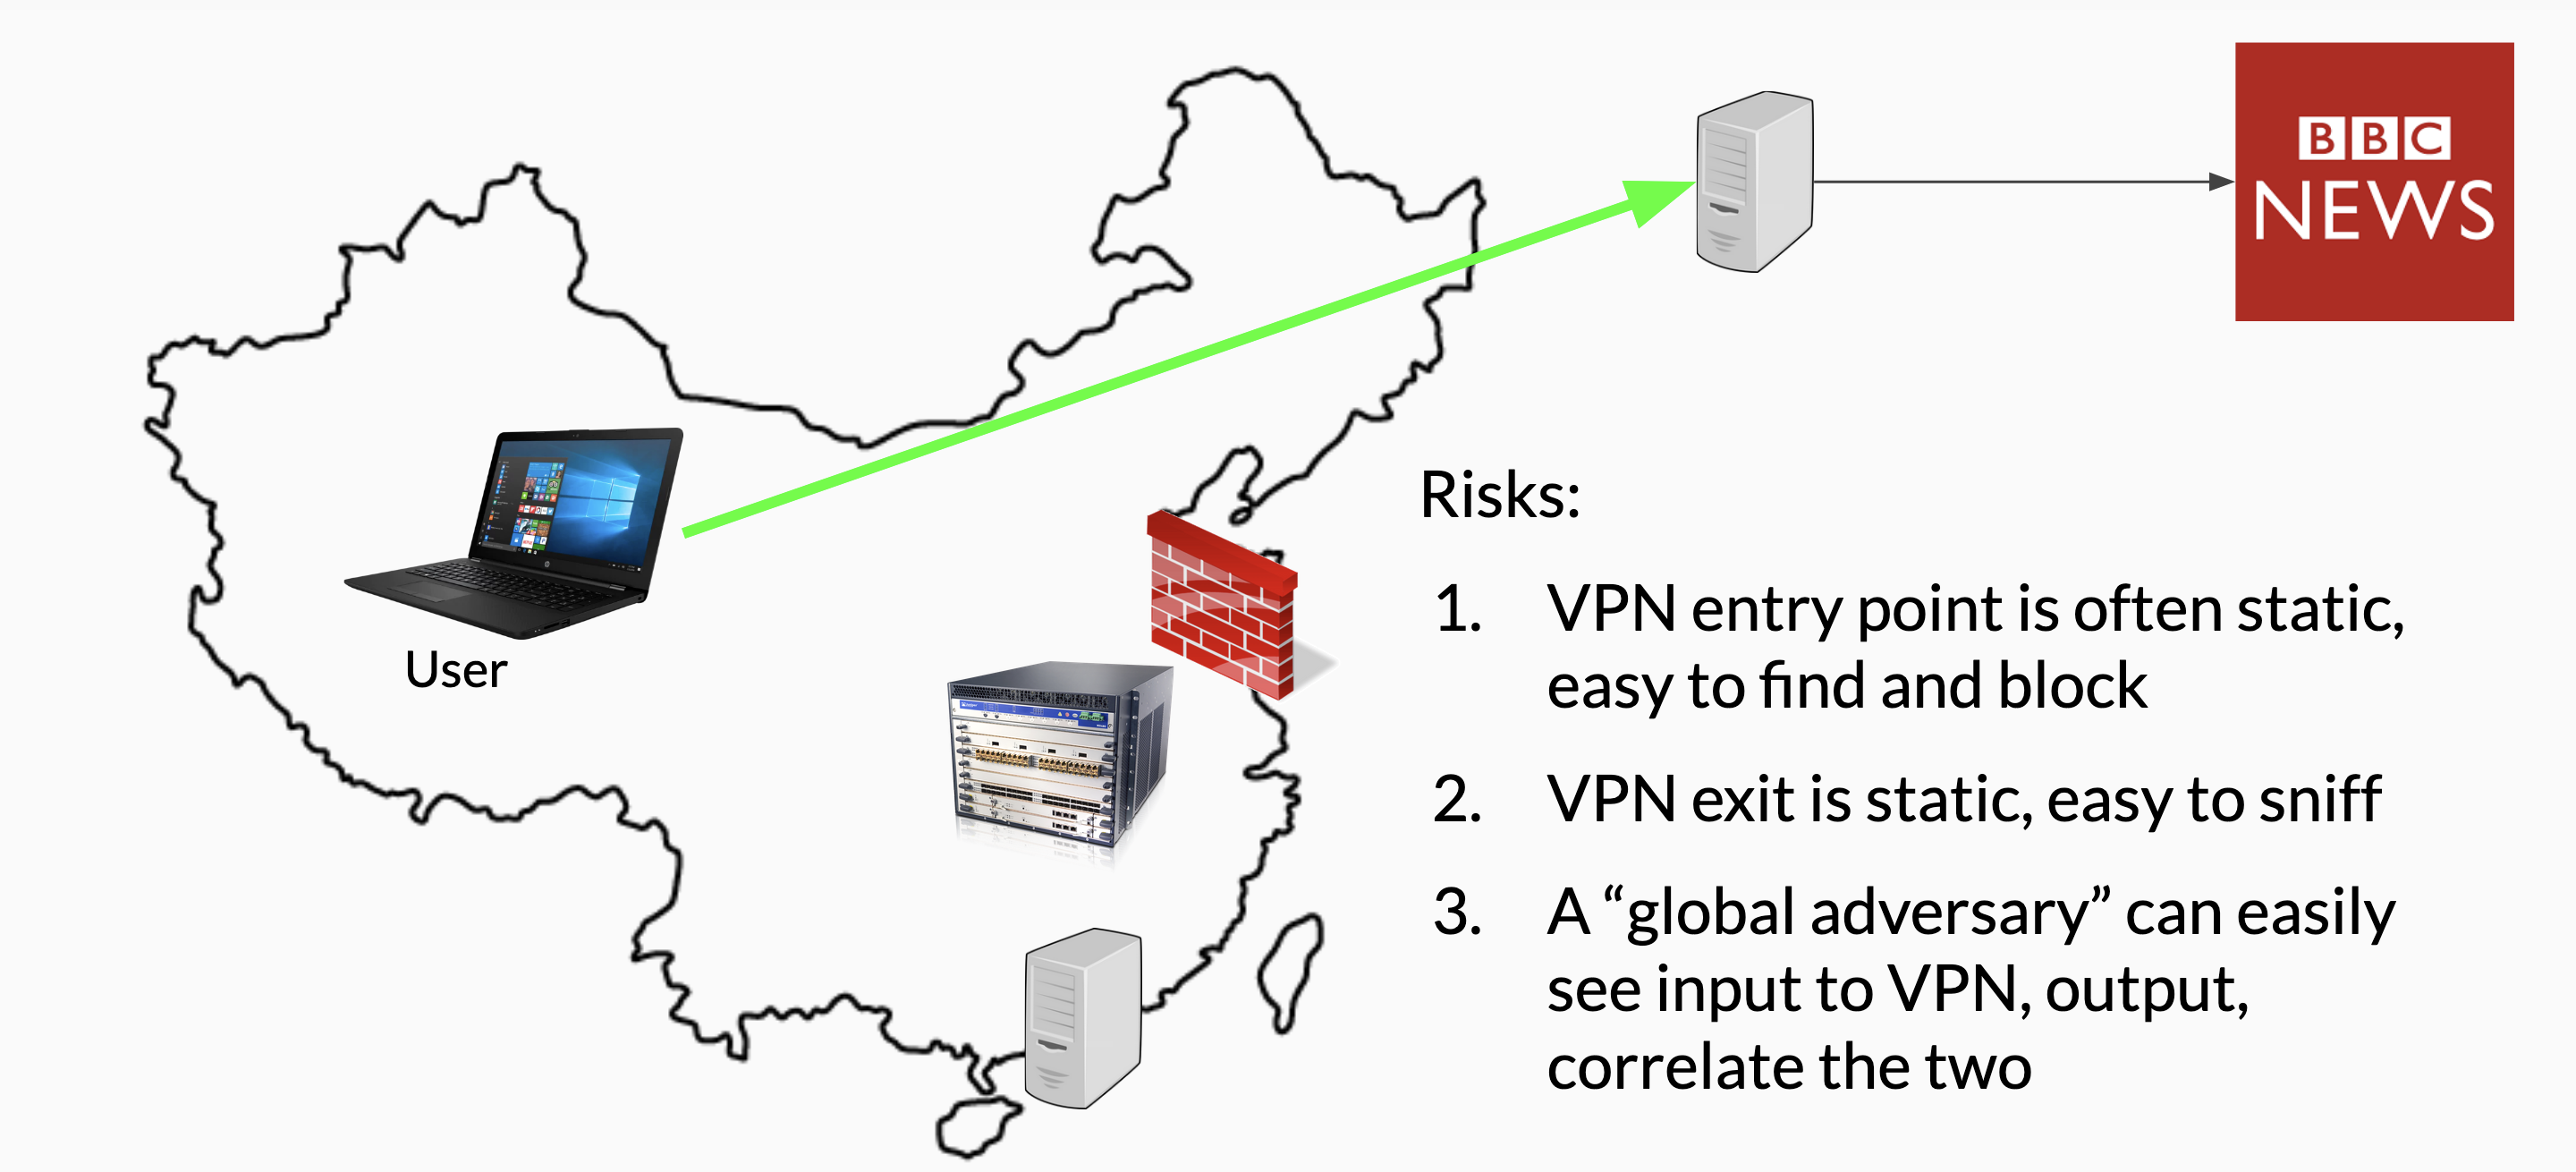 BBC
NEWS
User
Risks:
1. VPN entry point is often static,
easy to find and block
2. VPN exit is static, easy to sniff
3. A “global adversary” can easily
see input to VPN, output,
correlate the two